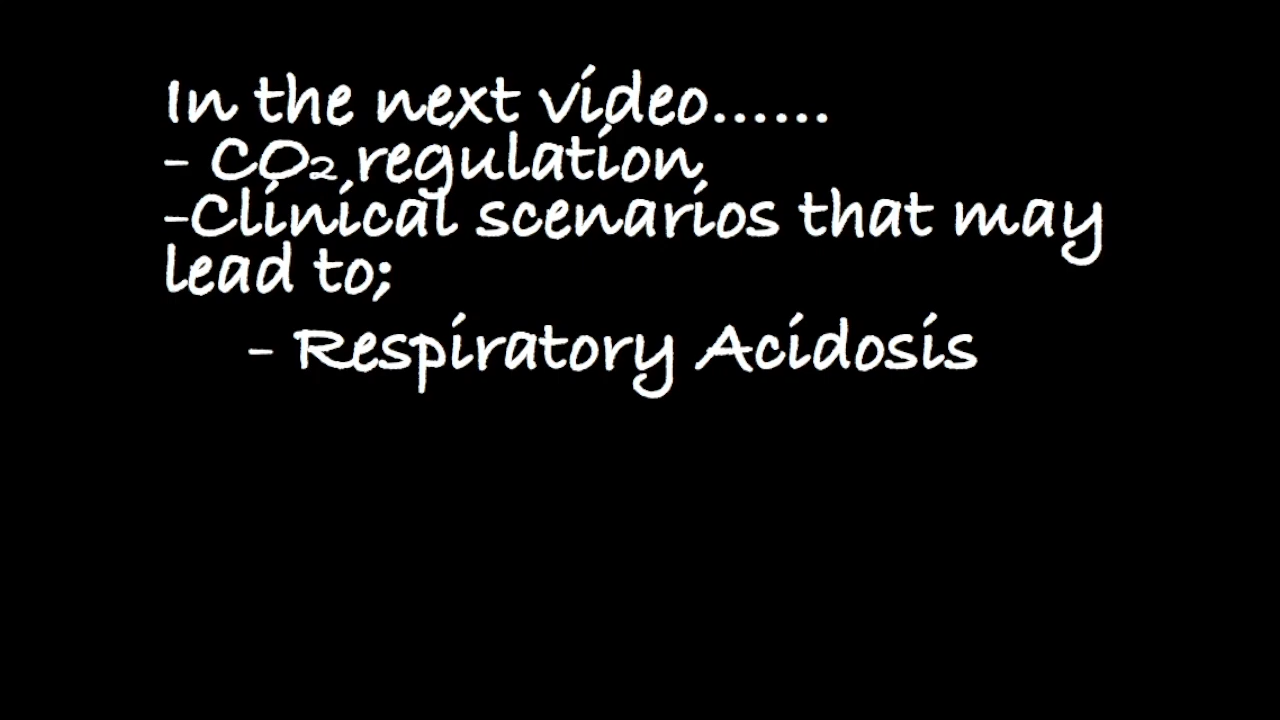 In the next video......
- CO₂ regulation
-Clinical scenarios that may
lead to;
- Respiratory Acidosis